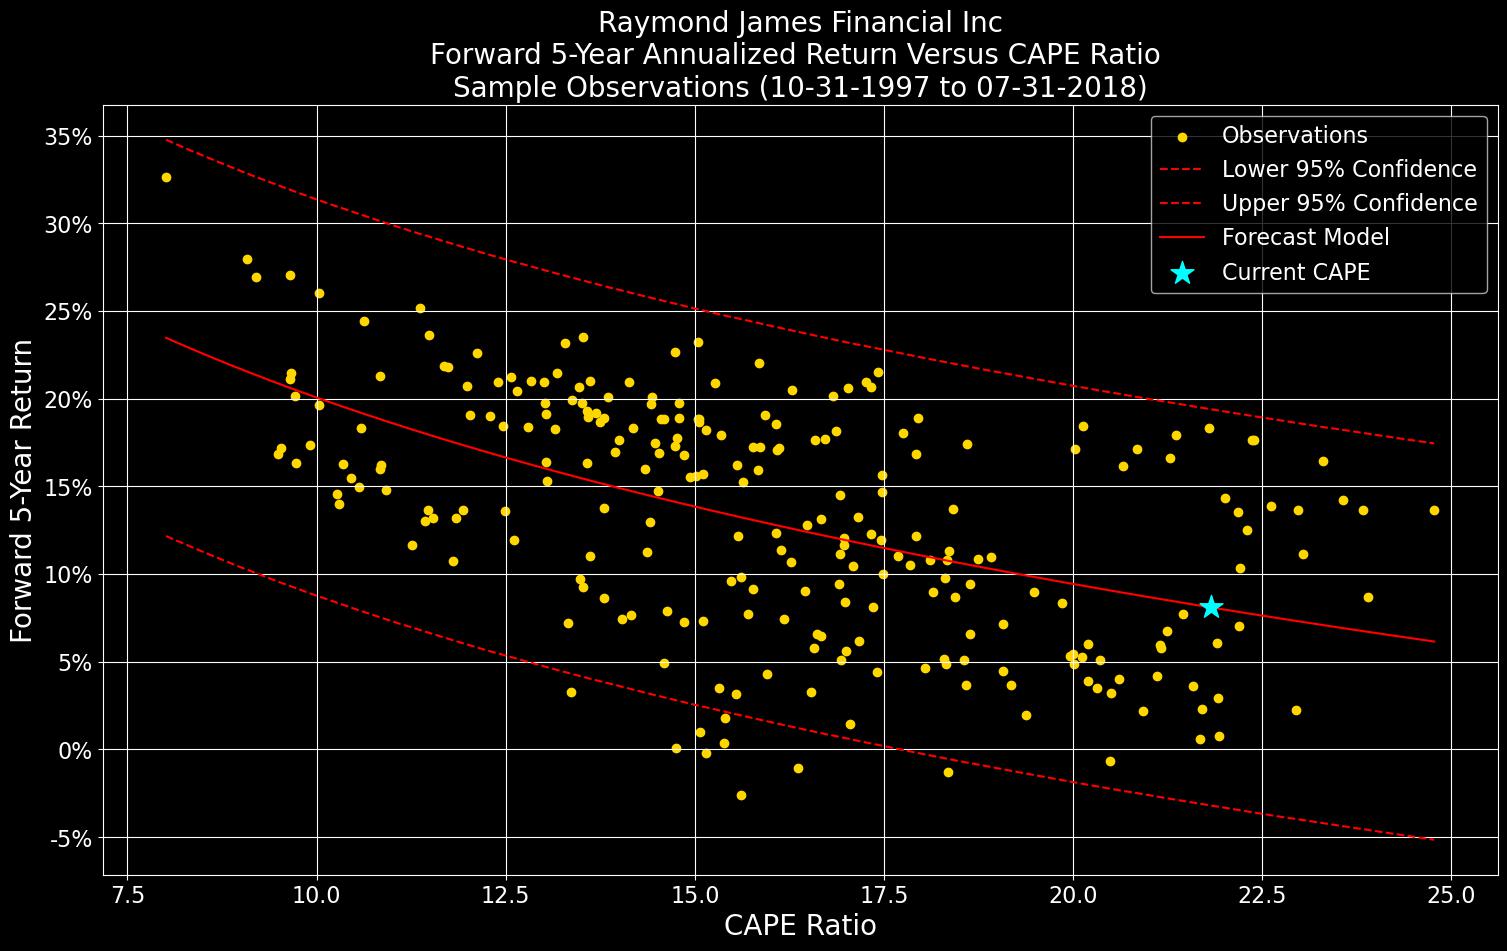 Raymond James Financial Inc
Forward 5-Year Annualized Return Versus CAPE Ratio
Sample Observations (10-31-1997 to 07-31-2018)
Observations
Lower 95% Confidence
Upper 95% Confidence
Forecast Model
Current CAPE
Forward 5-Year Return
35%
30%
25%
20%
15%
10%
5%
0%
-5%
7.5 10.0 12.5 15.0 17.5 20.0 22.5 25.0
CAPE Ratio